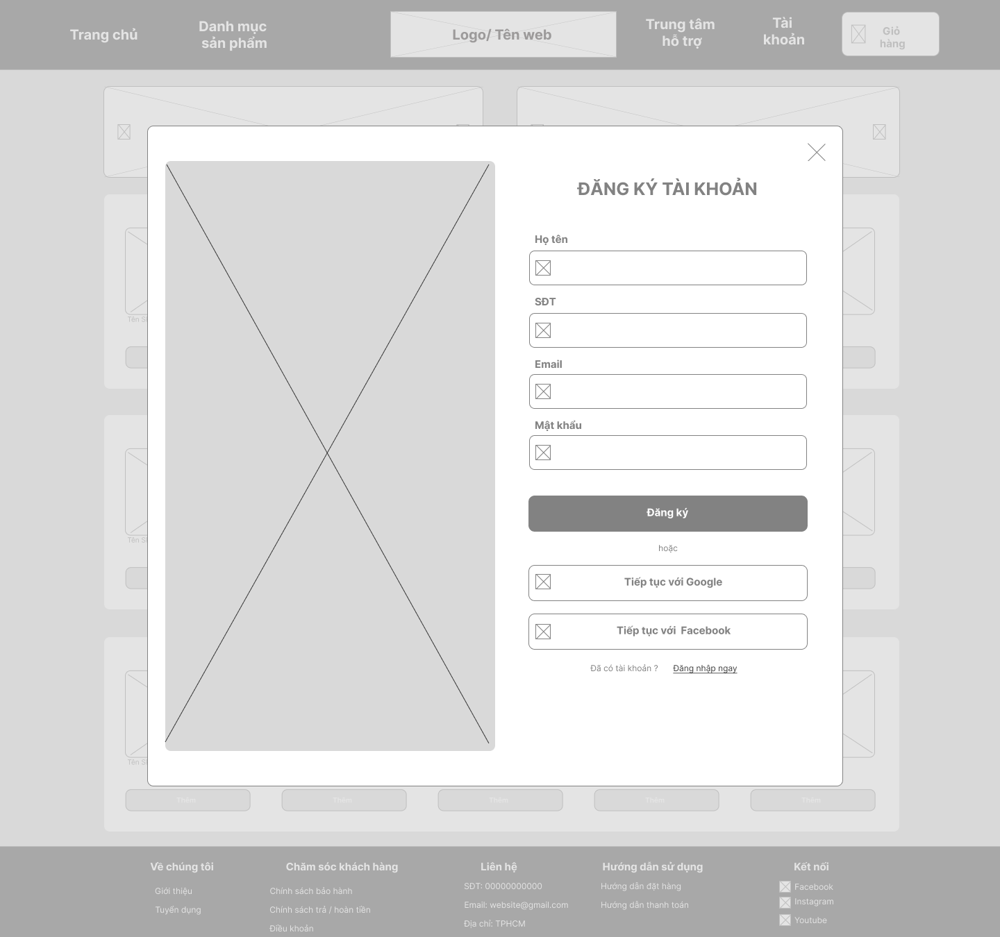 Trang chủ
Danh mục
sản phẩm
Logo/ Tên web
Trung tâm
hỗ trợ
Tài
khoản
Giỏ
hàng
ĐĂNG KÝ TÀI KHOẢN
Họ tên
SĐT
Email
Mật khẩu
Đăng ký
hoặc
Tiếp tục với Google
Tiếp tục với  Facebook
Đã có tài khoản ? Đăng nhập ngay
Tên
Tên
Tên
Thêm Thêm Thêm Thêm Thêm
Về chúng tôi
Giới thiệu
Tuyển dụng
Chăm sóc khách hàng
Chính sách bảo hành
Chính sách trả / hoàn tiền
Điều khoản
Liên hệ
SĐT: 00000000000
Email: website@gmail.com
Địa chỉ: TPHCM
Hướng dẫn sử dụng
Hướng dẫn đặt hàng
Hướng dẫn thanh toán
Kết nối
Facebook
Instagram
Youtube